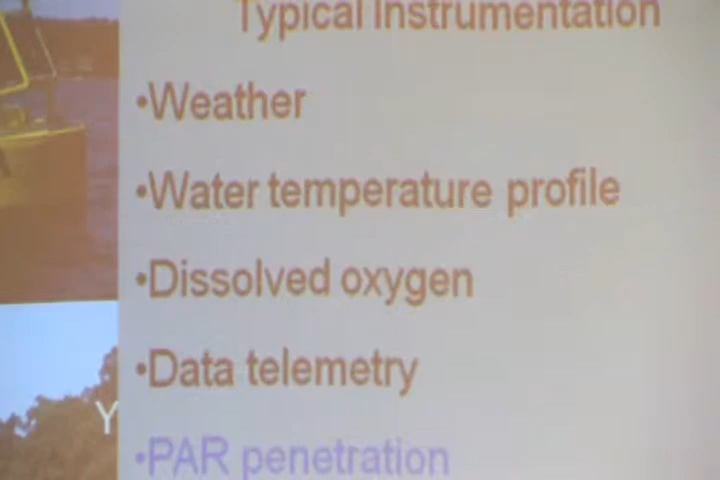 Typical Instrumentation
•Weather
•Water temperature profile
•Dissolved oxygen
•Data telemetry
Y
•PAR penetration